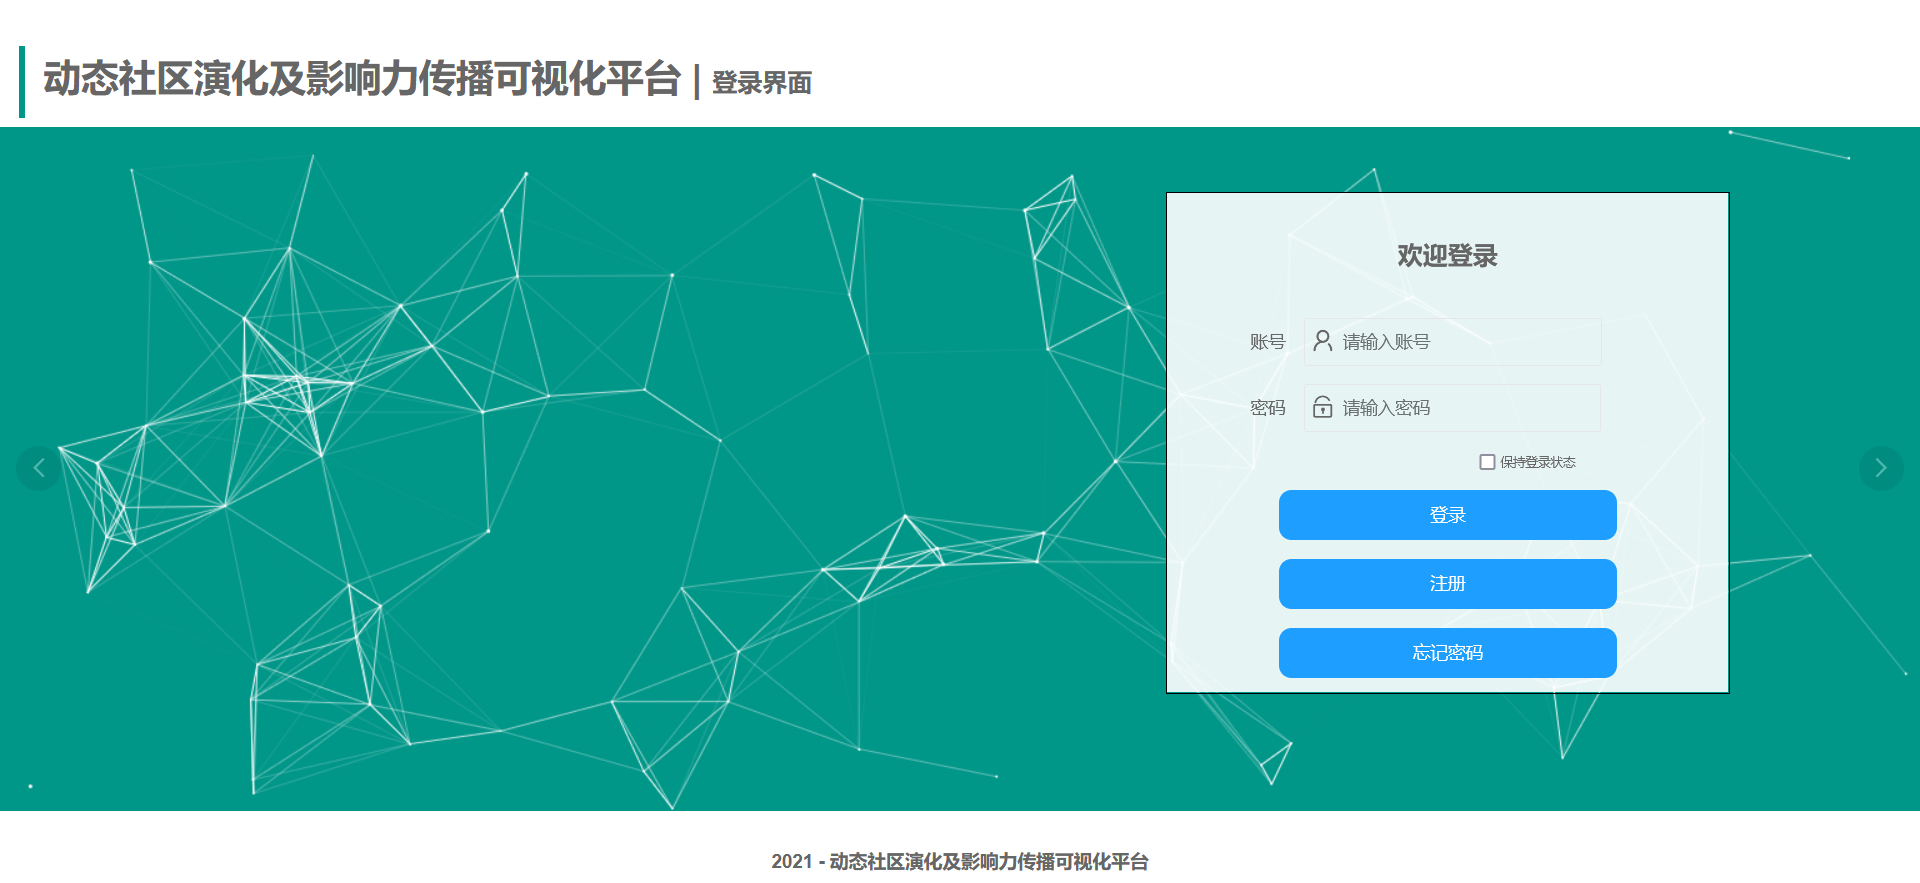 动态社区演化及影响力传播可视化平台 | 登录界面
欢迎登录
账号 请输入账号
密码 请输入密码
保持登录状态
登录
注册
忘记密码
2021 - 动态社区演化及影响力传播可视化平台